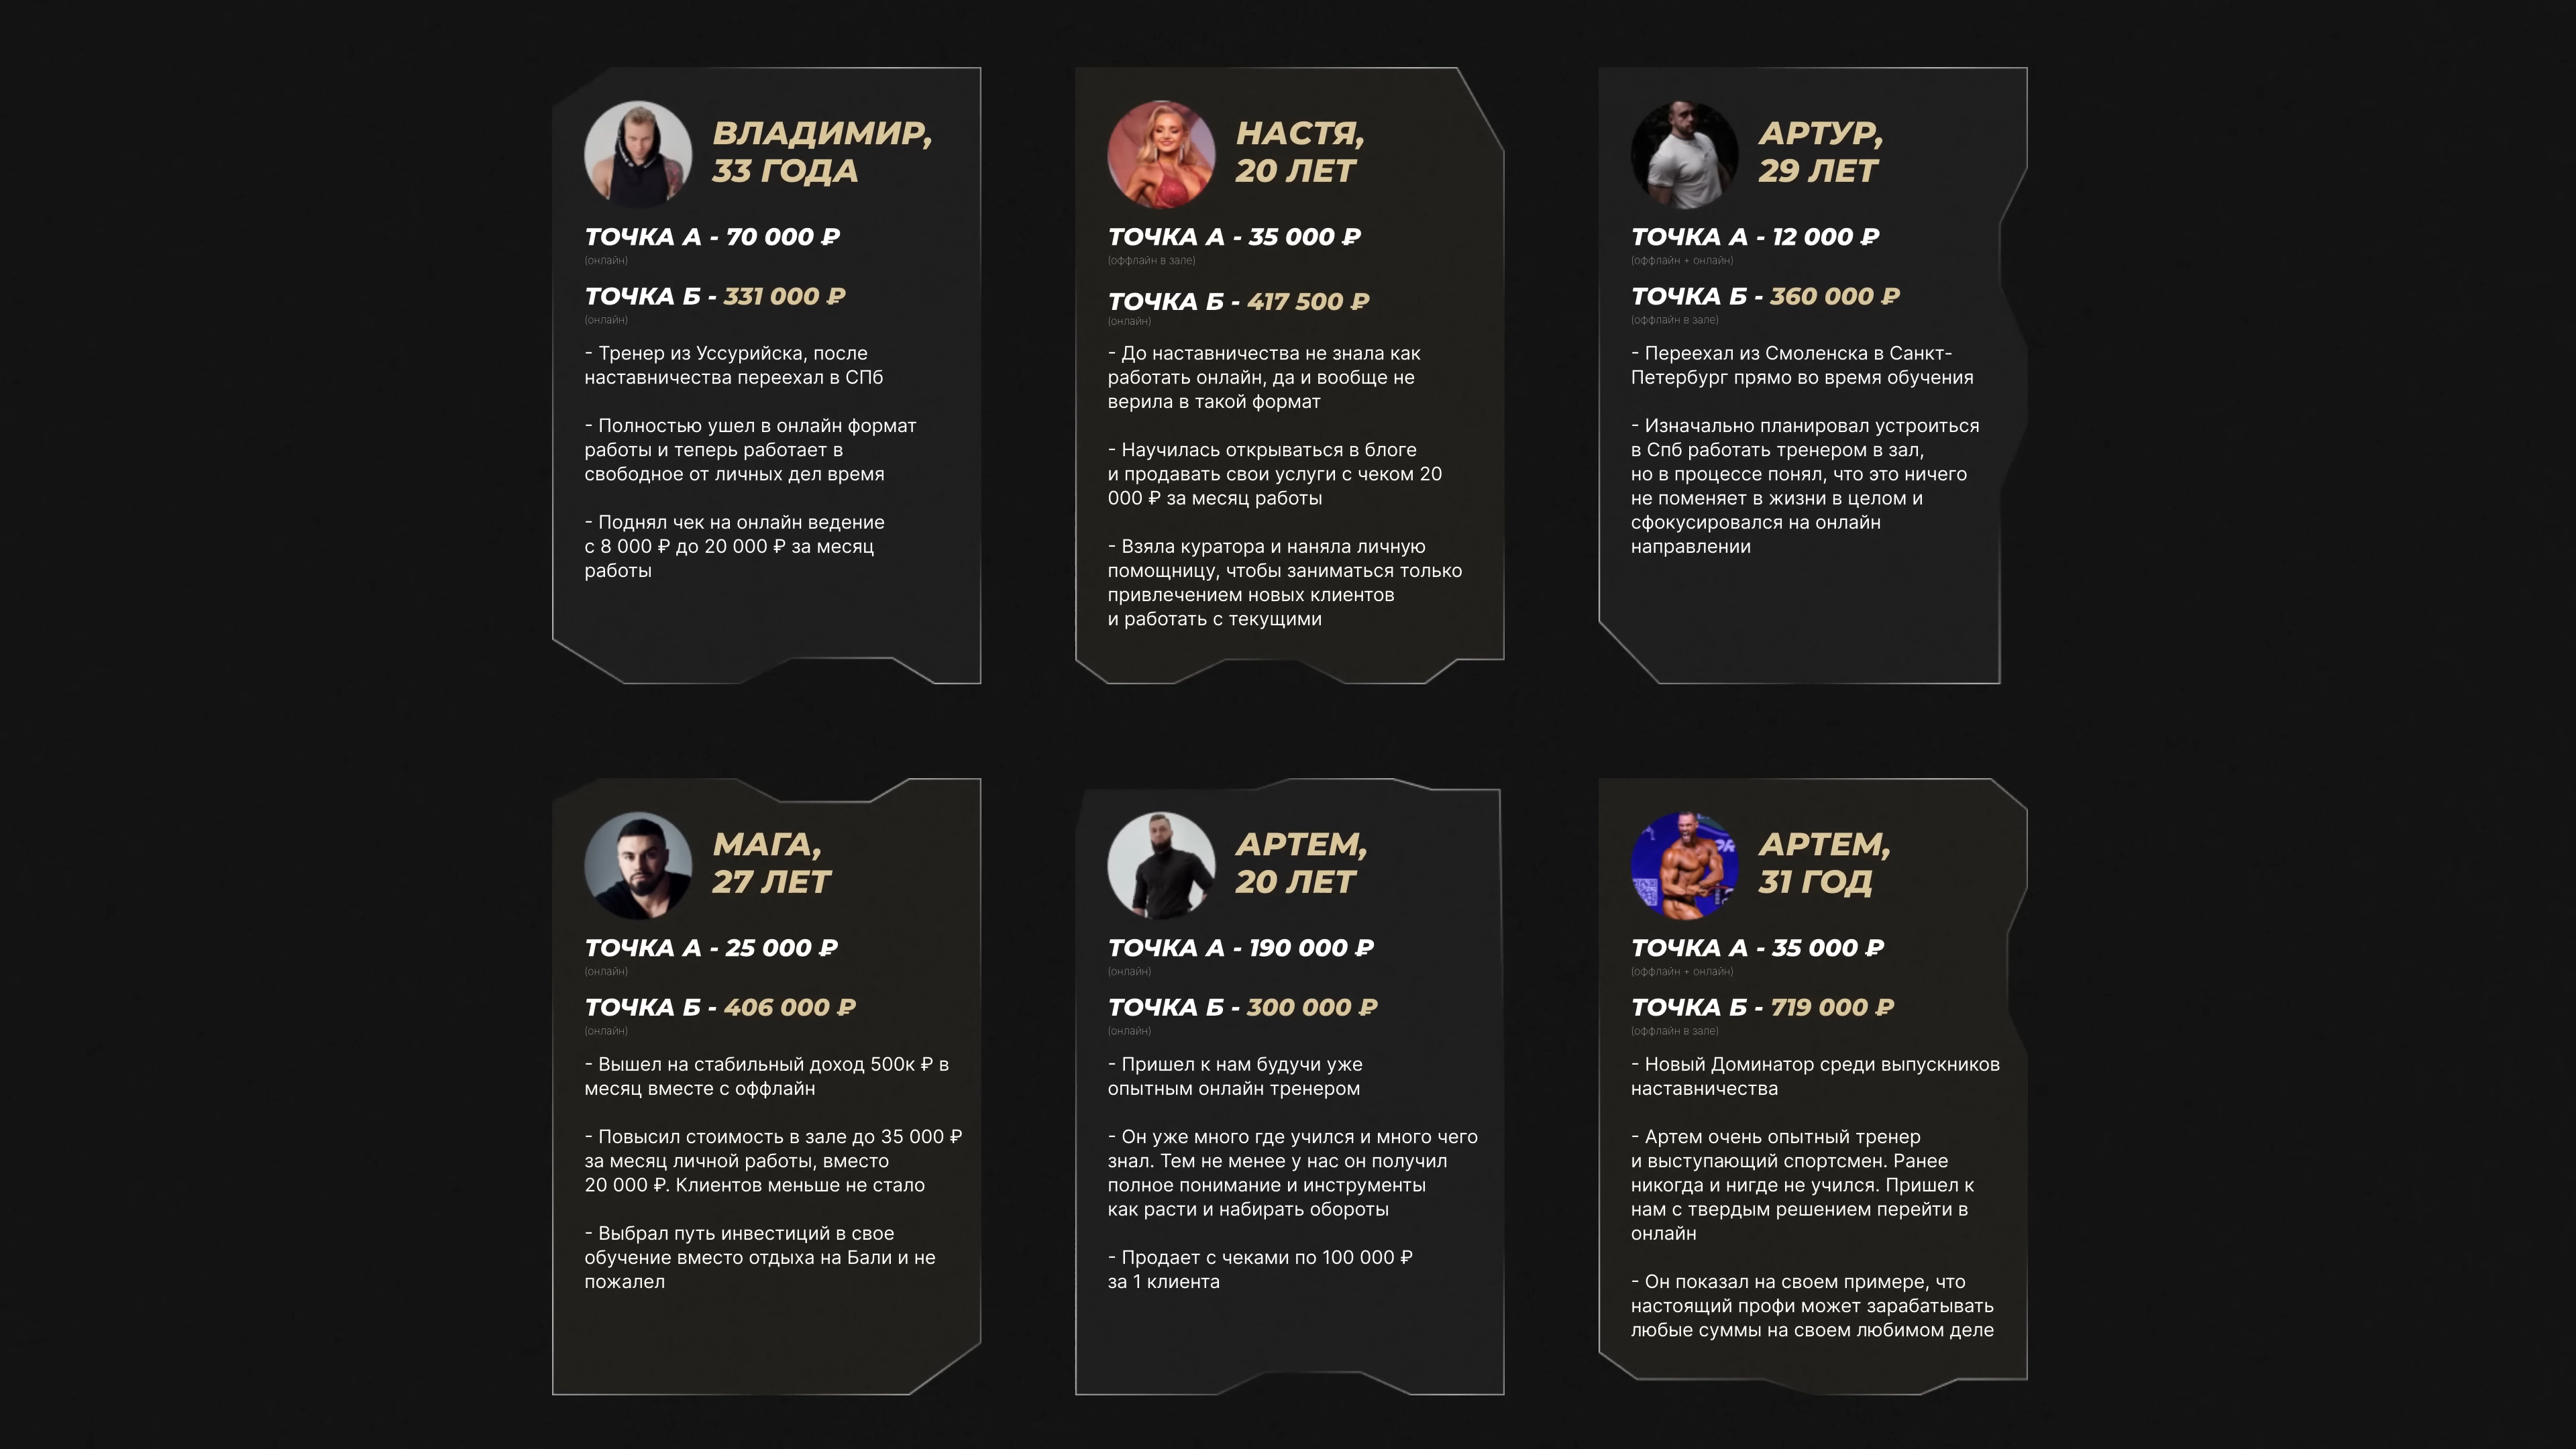 ВЛАДИМИР,
33 ГОДА
ТОЧКА А - 70 000 ₽
(онлайн)
ТОЧКА Б - 331 000 ₽
(онлайн)
- Тренер из Уссурийска, после
наставничества переехал в СПб
- Полностью ушел в онлайн формат
работы и теперь работает в
свободное от личных дел время
- Поднял чек на онлайн ведение
с 8 000 ₽ до 20 000 ₽ за месяц
работы
НАСТЯ,
20 ЛЕТ
ТОЧКА А - 35 000 ₽
(оффлайн в зале)
ТОЧКА Б - 417 500 ₽
(онлайн)
- До наставничества не знала как
работать онлайн, да и вообще не
верила в такой формат
- Научилась открываться в блоге
и продавать свои услуги с чеком 20
000 ₽ за месяц работы
- Взяла куратора и наняла личную
помощницу, чтобы заниматься только
привлечением новых клиентов
и работать с текущими
АРТУР,
29 ЛЕТ
ТОЧКА А - 12 000 ₽
(оффлайн + онлайн)
ТОЧКА Б - 360 000 ₽
(оффлайн в зале)
- Переехал из Смоленска в Санкт-
Петербург прямо во время обучения
- Изначально планировал устроиться
в Спб работать тренером в зал,
но в процессе понял, что это ничего
не поменяет в жизни в целом и
сфокусировался на онлайн
направлении
МАГА,
27 ЛЕТ
ТОЧКА А - 25 000 ₽
(онлайн)
ТОЧКА Б - 406 000 ₽
(онлайн)
- Вышел на стабильный доход 500к ₽ в
месяц вместе с оффлайн
- Повысил стоимость в зале до 35 000 ₽
за месяц личной работы, вместо
20 000 ₽. Клиентов меньше не стало
- Выбрал путь инвестиций в свое
обучение вместо отдыха на Бали и не
пожалел
АРТЕМ,
20 ЛЕТ
ТОЧКА А - 190 000 ₽
(онлайн)
ТОЧКА Б - 300 000 ₽
(онлайн)
- Пришел к нам будучи уже
опытным онлайн тренером
- Он уже много где учился и много чего
знал. Тем не менее у нас он получил
полное понимание и инструменты
как расти и набирать обороты
- Продает с чеками по 100 000 ₽
за 1 клиента
АРТЕМ,
31 ГОД
ТОЧКА А - 35 000 ₽
(оффлайн + онлайн)
ТОЧКА Б - 719 000 ₽
(оффлайн в зале)
- Новый Доминатор среди выпускников
наставничества
- Артем очень опытный тренер
и выступающий спортсмен. Ранее
никогда и нигде не учился. Пришел к
нам с твердым решением перейти в
онлайн
- Он показал на своем примере, что
настоящий профи может зарабатывать
любые суммы на своем любимом деле